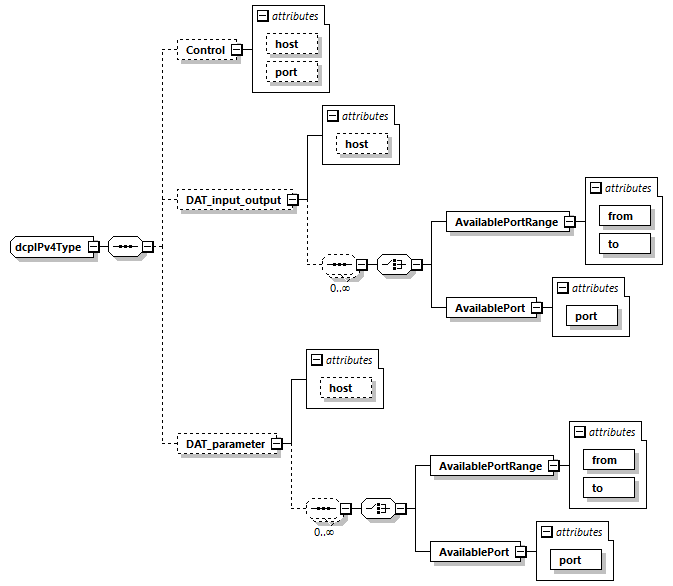 attributes
Control
host
port
attributes
host
DAT_input_output
attributes
AvailablePortRange
from
to
dcpIPv4Type
0..∞
attributes
AvailablePort
port
attributes
host
DAT_parameter
attributes
AvailablePortRange
from
to
0..∞
attributes
AvailablePort
port